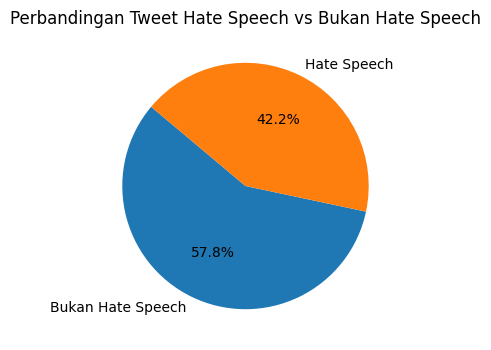 Perbandingan Tweet Hate Speech vs Bukan Hate Speech
Hate Speech
42.2%
57.8%
Bukan Hate Speech